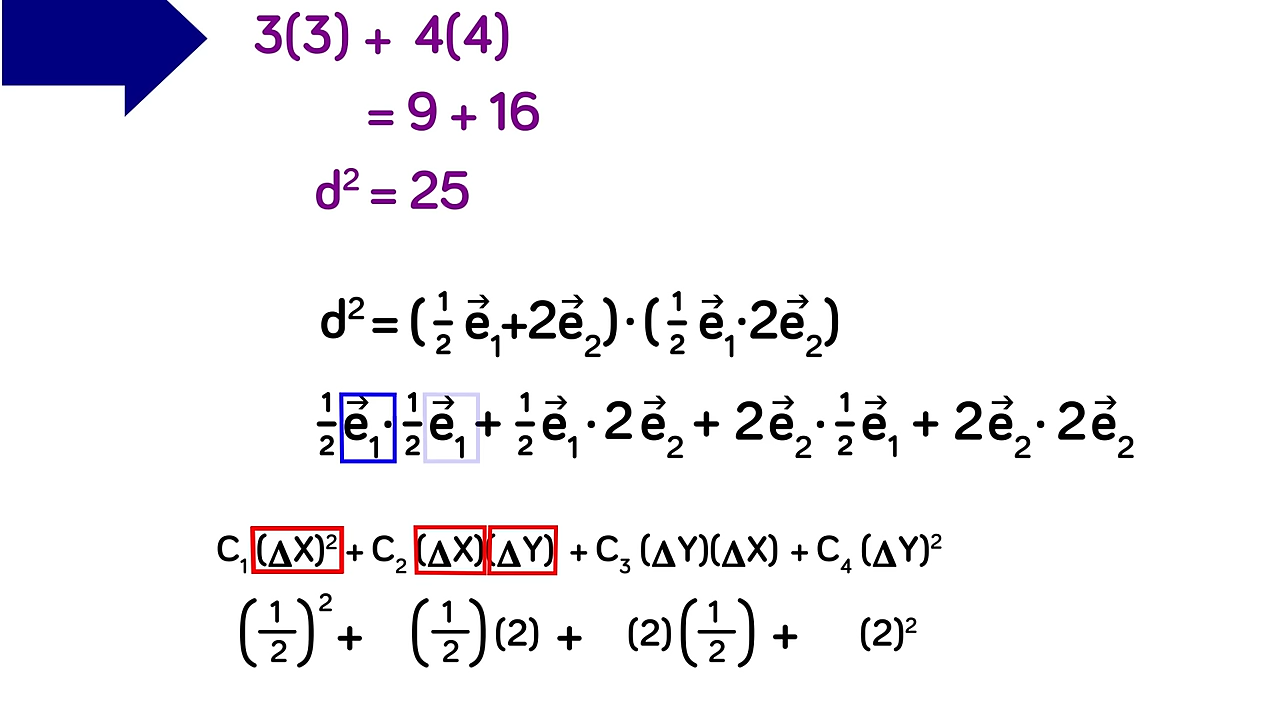 3(3) + 4(4)
= 9 + 16
d² = 25
d² = (½ e⃗₁+2e⃗₂)·(½ e⃗₁·2e⃗₂)
½e⃗₁·½e⃗₁+ ½e⃗₁·2e⃗₂ + 2e⃗₂·½e⃗₁ + 2e⃗₂·2e⃗₂
C₁(ΔX)² + C₂(ΔX)(ΔY) + C₃(ΔY)(ΔX) + C₄(ΔY)²
(½)² + (½)(2) + (2)(½) + (2)²